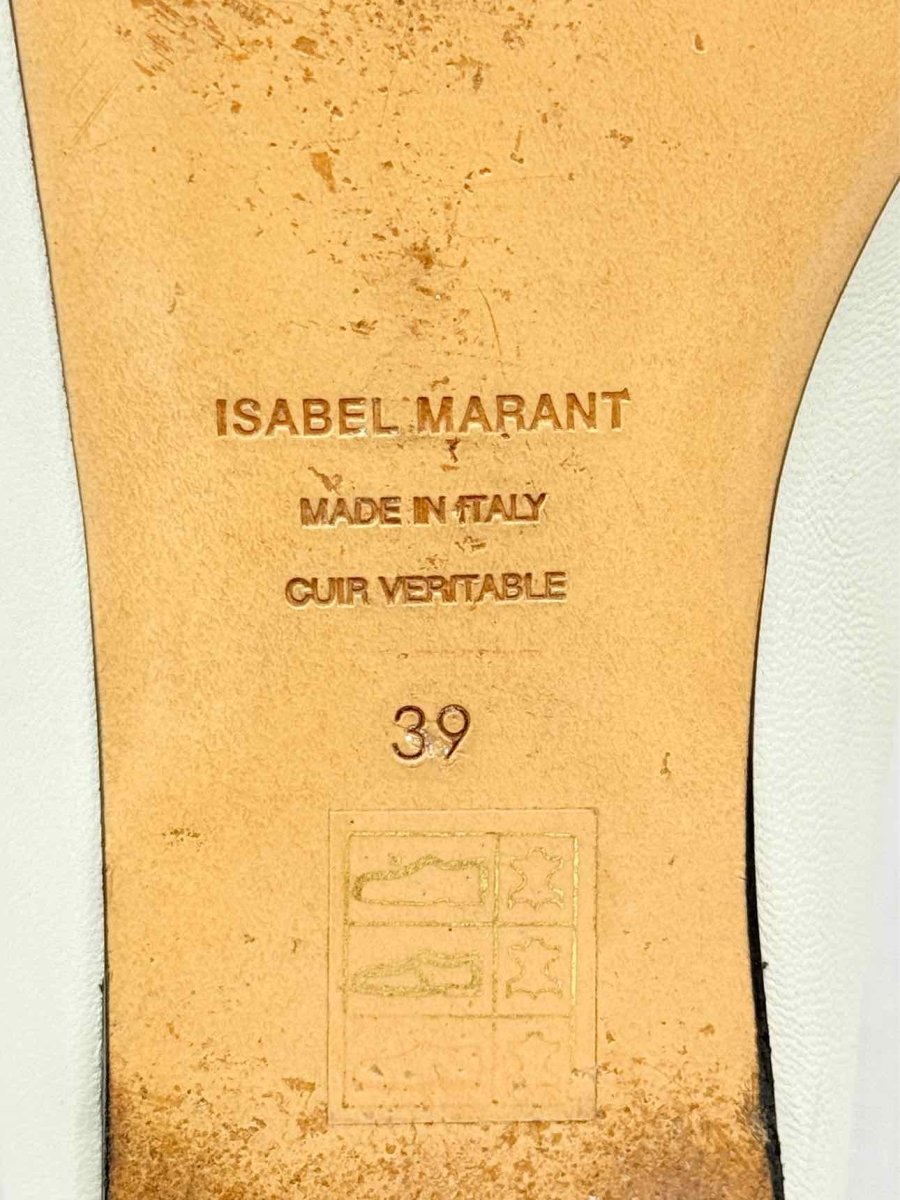 ISABEL MARANT
MADE IN ITALY
CUIR VERITABLE
39